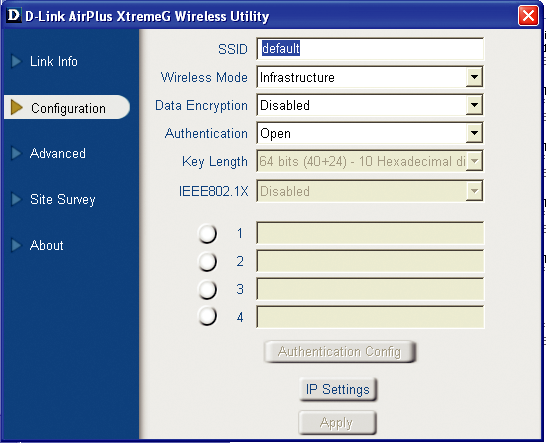 D D-Link AirPlus XtremeG Wireless Utility
Link Info
Configuration
Advanced
Site Survey
About
SSID default
Wireless Mode Infrastructure
Data Encryption Disabled
Authentication Open
Key Length 64 bits (40+24) - 10 Hexadecimal di
IEEE802.1X Disabled
1
2
3
4
Authentication Config
IP Settings
Apply